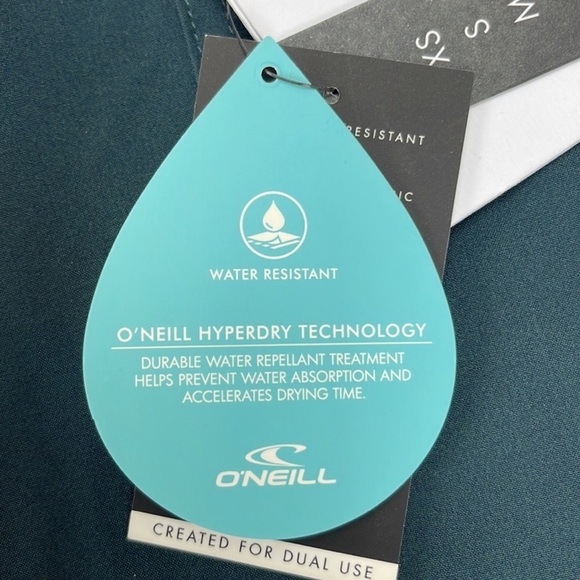 XS S M
RESISTANT
WATER RESISTANT
O'NEILL HYPERDRY TECHNOLOGY
DURABLE WATER REPELLANT TREATMENT
HELPS PREVENT WATER ABSORPTION AND
ACCELERATES DRYING TIME.
O'NEILL
CREATED FOR DUAL USE